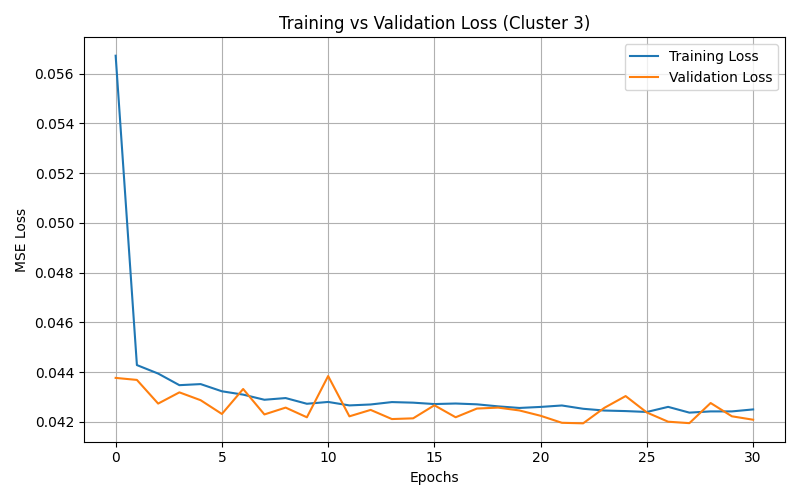 Training vs Validation Loss (Cluster 3)
Training Loss
Validation Loss
0.056
0.054
0.052
0.050
0.048
0.046
0.044
0.042
MSE Loss
0 5 10 15 20 25 30
Epochs